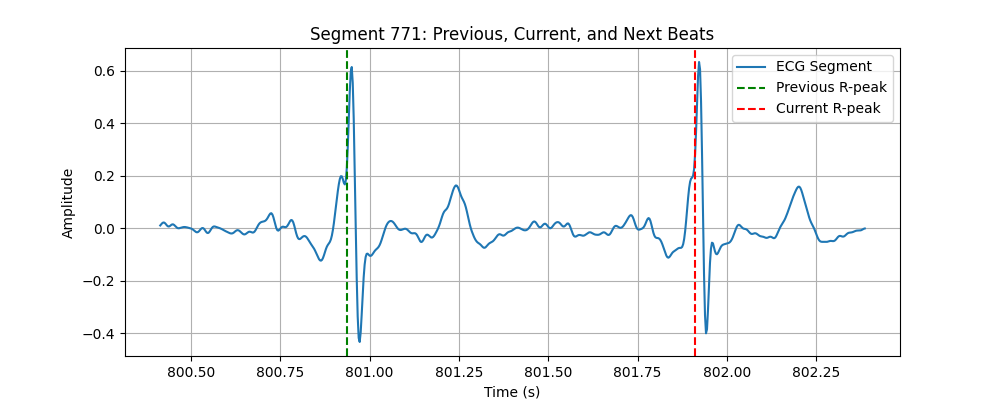 Segment 771: Previous, Current, and Next Beats
ECG Segment
Previous R-peak
Current R-peak
Amplitude
0.6
0.4
0.2
0.0
−0.2
−0.4
800.50 800.75 801.00 801.25 801.50 801.75 802.00 802.25
Time (s)